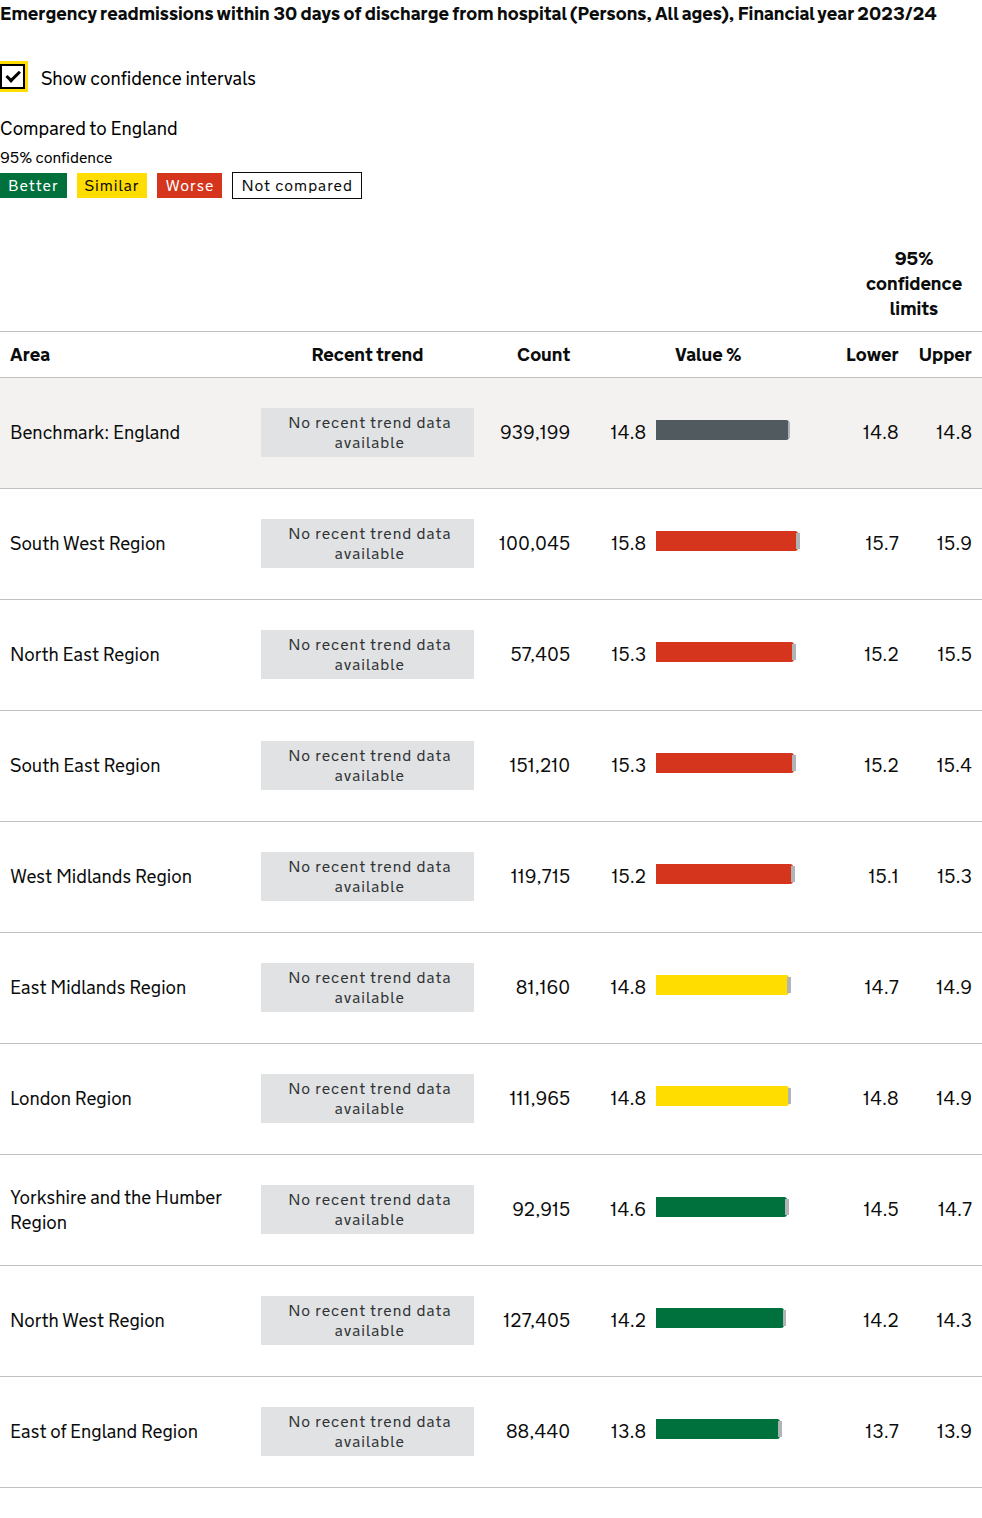 Emergency readmissions within 30 days of discharge from hospital (Persons, All ages), Financial year 2023/24
Show confidence intervals
Compared to England
95% confidence
Better Similar Worse Not compared
95%
confidence
limits
Area Recent trend Count Value % Lower Upper
Benchmark: England No recent trend data available 939,199 14.8 14.8 14.8
South West Region No recent trend data available 100,045 15.8 15.7 15.9
North East Region No recent trend data available 57,405 15.3 15.2 15.5
South East Region No recent trend data available 151,210 15.3 15.2 15.4
West Midlands Region No recent trend data available 119,715 15.2 15.1 15.3
East Midlands Region No recent trend data available 81,160 14.8 14.7 14.9
London Region No recent trend data available 111,965 14.8 14.8 14.9
Yorkshire and the Humber Region No recent trend data available 92,915 14.6 14.5 14.7
North West Region No recent trend data available 127,405 14.2 14.2 14.3
East of England Region No recent trend data available 88,440 13.8 13.7 13.9